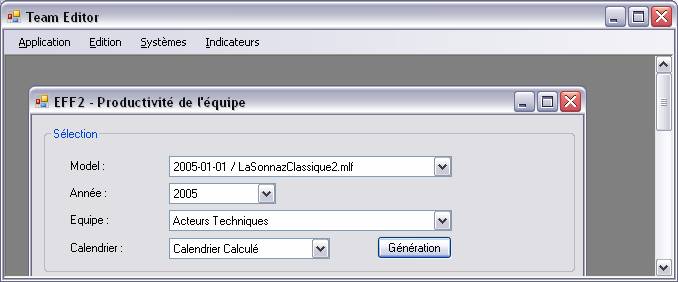 Team Editor
Application Edition Systèmes Indicateurs
EFF2 - Productivité de l'équipe
Sélection
Model : 2005-01-01 / LaSonnazClassique2.mlf
Année : 2005
Equipe : Acteurs Techniques
Calendrier : Calendrier Calculé Génération